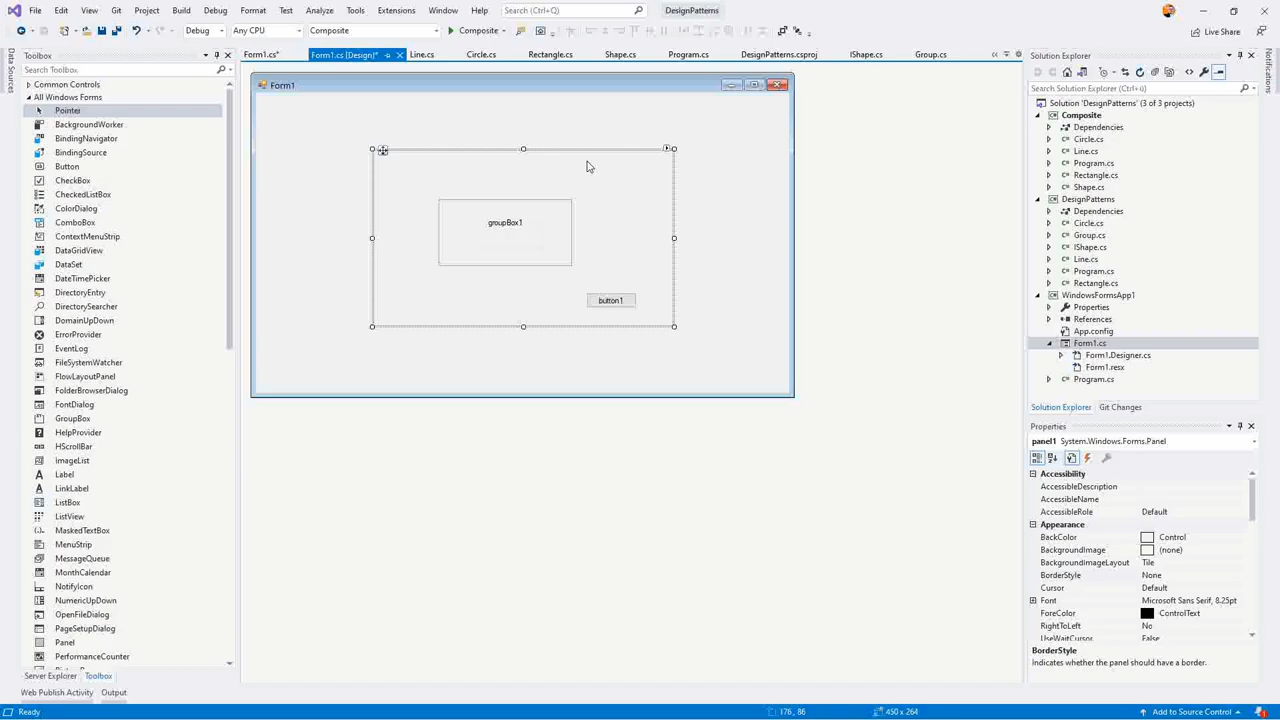 File Edit View Git Project Build Debug Format Test Analyze Tools Extensions Window Help Search (Ctrl+Q) DesignPatterns
Debug Any CPU Composite Composite Live Share
Data Sources
Toolbox
Search Toolbox
Common Controls
All Windows Forms
Pointer
BackgroundWorker
BindingNavigator
BindingSource
Button
CheckBox
CheckedListBox
ColorDialog
ComboBox
ContextMenuStrip
DataGridView
DataSet
DateTimePicker
DirectoryEntry
DirectorySearcher
DomainUpDown
ErrorProvider
EventLog
FileSystemWatcher
FlowLayoutPanel
FolderBrowserDialog
FontDialog
GroupBox
HelpProvider
HScrollBar
ImageList
Label
LinkLabel
ListBox
ListView
MaskedTextBox
MenuStrip
MessageQueue
MonthCalendar
NotifyIcon
NumericUpDown
OpenFileDialog
PageSetupDialog
Panel
PerformanceCounter
Server Explorer Toolbox
Web Publish Activity Output
Form1.cs* Form1.cs [Design]* Line.cs Circle.cs Rectangle.cs Shape.cs Program.cs DesignPatterns.csproj IShape.cs Group.cs
Form1
groupBox1
button1
Solution Explorer
Search Solution Explorer (Ctrl+ü)
Solution 'DesignPatterns' (3 of 3 projects)
Composite
Dependencies
Circle.cs
Line.cs
Program.cs
Rectangle.cs
Shape.cs
DesignPatterns
Dependencies
Circle.cs
Group.cs
IShape.cs
Line.cs
Program.cs
Rectangle.cs
WindowsFormsApp1
Properties
References
App.config
Form1.cs
Form1.Designer.cs
Form1.resx
Program.cs
Solution Explorer Git Changes
Properties
panel1 System.Windows.Forms.Panel
Accessibility
AccessibleDescription
AccessibleName
AccessibleRole Default
Appearance
BackColor Control
BackgroundImage (none)
BackgroundImageLayout Tile
BorderStyle None
Cursor Default
Font Microsoft Sans Serif, 8.25pt
ForeColor ControlText
RightToLeft No
UseWaitCursor False
BorderStyle
Indicates whether the panel should have a border.
Notifications
Ready 176 , 86 450 x 264 Add to Source Control